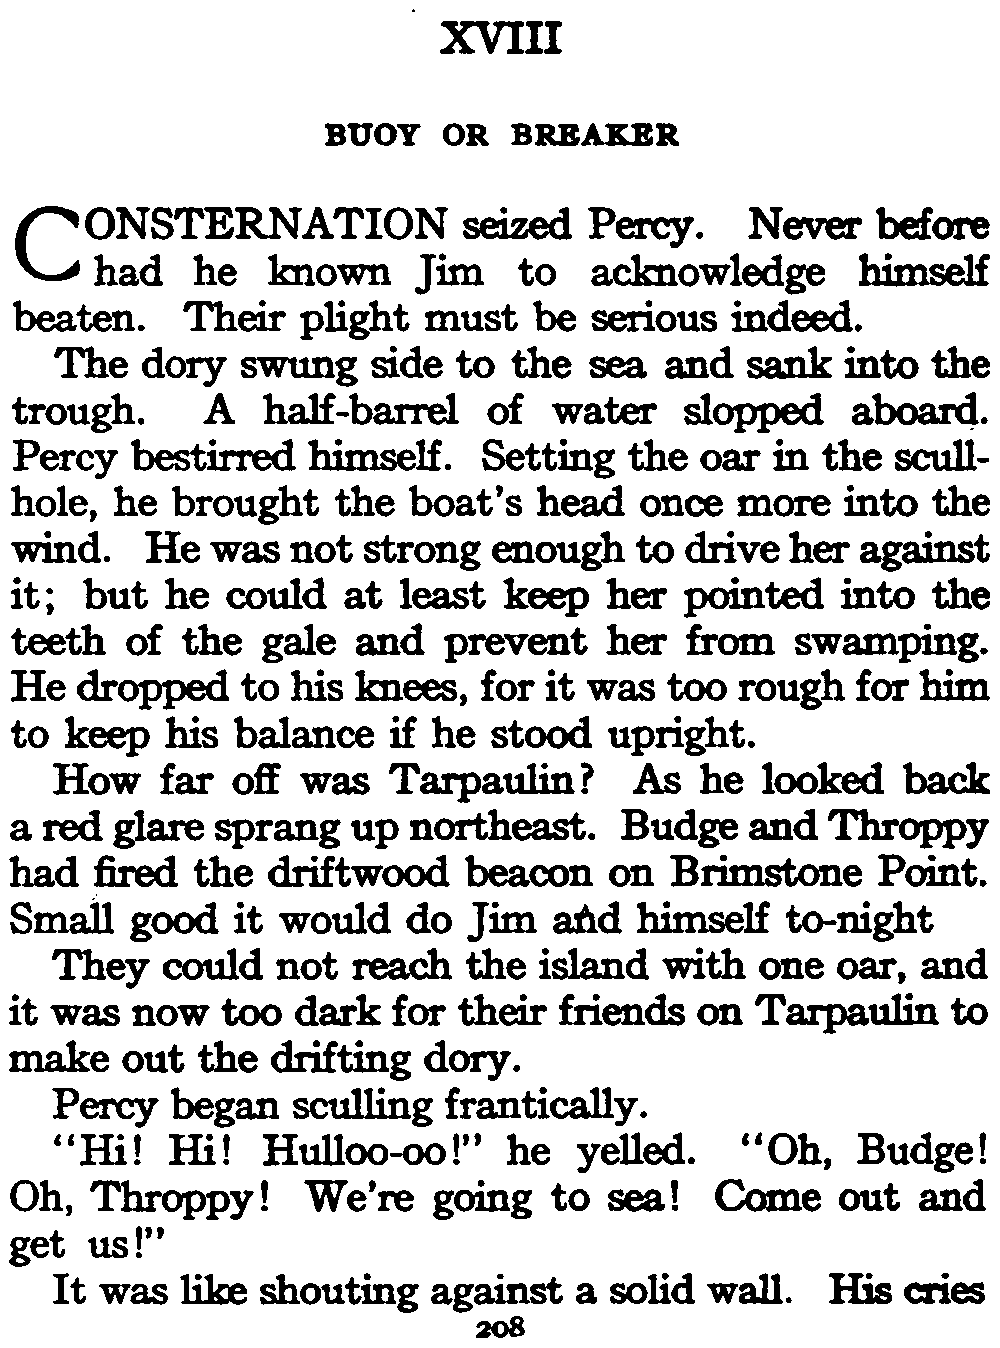 XVIII
BUOY OR BREAKER
CONSTERNATION seized Percy. Never before
had he known Jim to acknowledge himself
beaten. Their plight must be serious indeed.
The dory swung side to the sea and sank into the
trough. A half-barrel of water slopped aboard.
Percy bestirred himself. Setting the oar in the scull-
hole, he brought the boat's head once more into the
wind. He was not strong enough to drive her against
it; but he could at least keep her pointed into the
teeth of the gale and prevent her from swamping.
He dropped to his knees, for it was too rough for him
to keep his balance if he stood upright.
How far off was Tarpaulin? As he looked back
a red glare sprang up northeast. Budge and Throppy
had fired the driftwood beacon on Brimstone Point.
Small good it would do Jim and himself to-night
They could not reach the island with one oar, and
it was now too dark for their friends on Tarpaulin to
make out the drifting dory.
Percy began sculling frantically.
"Hi! Hi! Hulloo-oo!" he yelled. "Oh, Budge!
Oh, Throppy! We're going to sea! Come out and
get us!"
It was like shouting against a solid wall. His cries
208